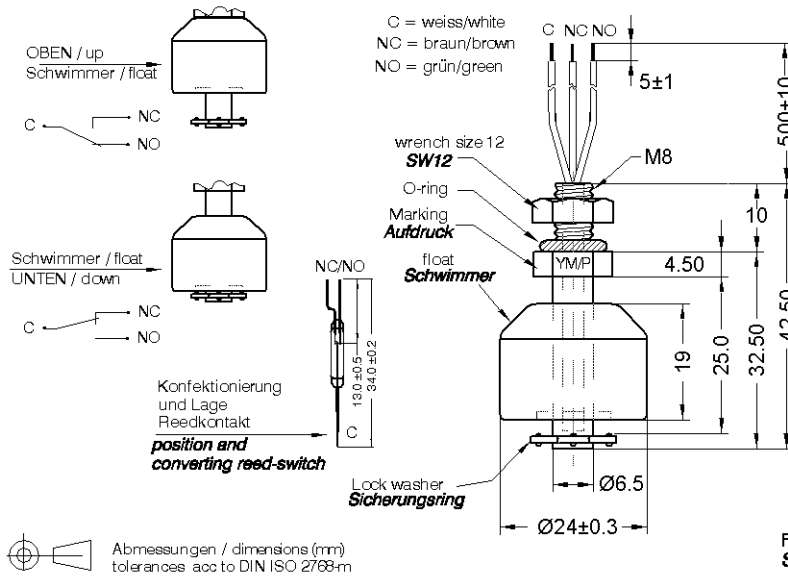 C = weiss/white
NC = braun/brown
NO = grün/green
OBEN / up
Schwimmer / float
C
NC
NO
Schwimmer / float
UNTEN / down
C
NC
NO
NC/NO
13.0 ±0.5
34.0 ±0.2
C
Konfektionierung
und Lage
Reedkontakt
position and
converting reed-switch
C NC NO
5±1
500±10
wrench size 12
SW12
M8
O-ring
Marking
Aufdruck
YM/P
float
Schwimmer
10
4.50
19
25.0
32.50
42.50
Lock washer
Sicherungsring
Ø6.5
Ø24±0.3
Abmessungen / dimensions (mm)
tolerances acc to DIN ISO 2768-m